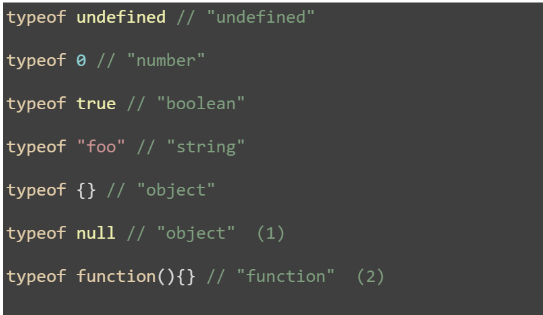 typeof undefined // "undefined"
typeof 0 // "number"
typeof true // "boolean"
typeof "foo" // "string"
typeof {} // "object"
typeof null // "object"  (1)
typeof function(){} // "function"  (2)